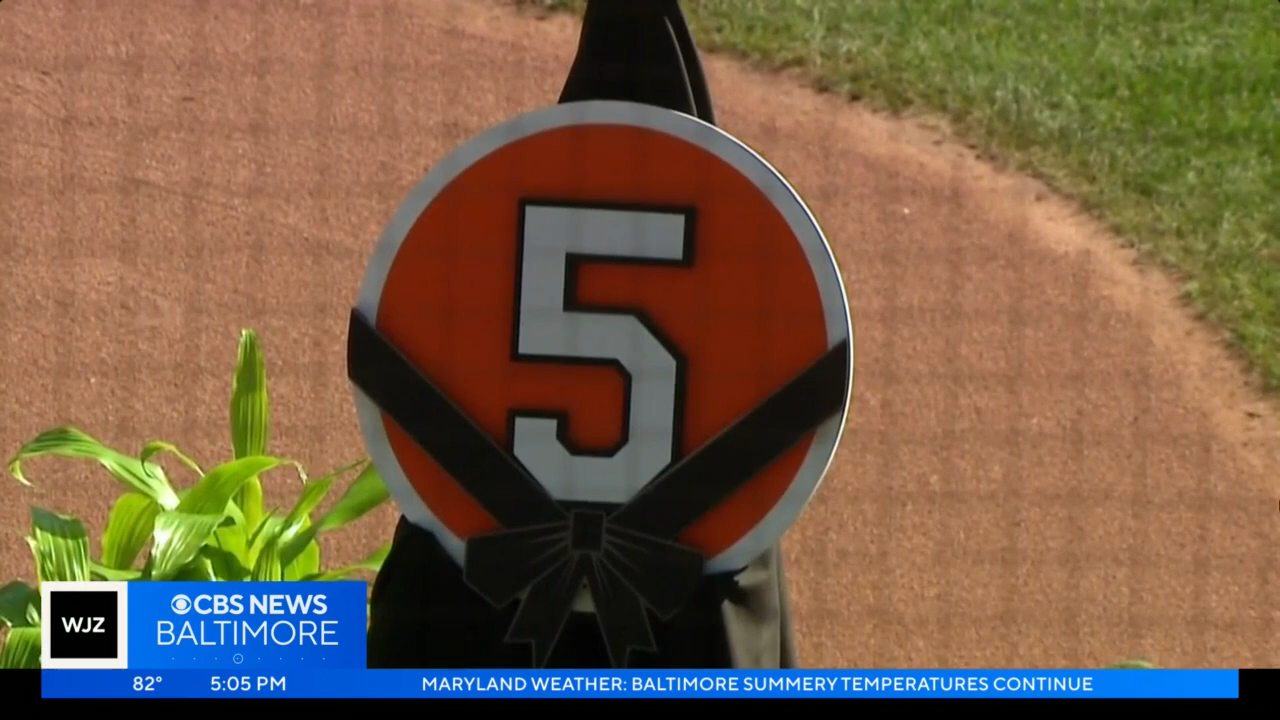 5
WJZ
CBS NEWS
BALTIMORE
82° 5:05 PM MARYLAND WEATHER: BALTIMORE SUMMERY TEMPERATURES CONTINUE